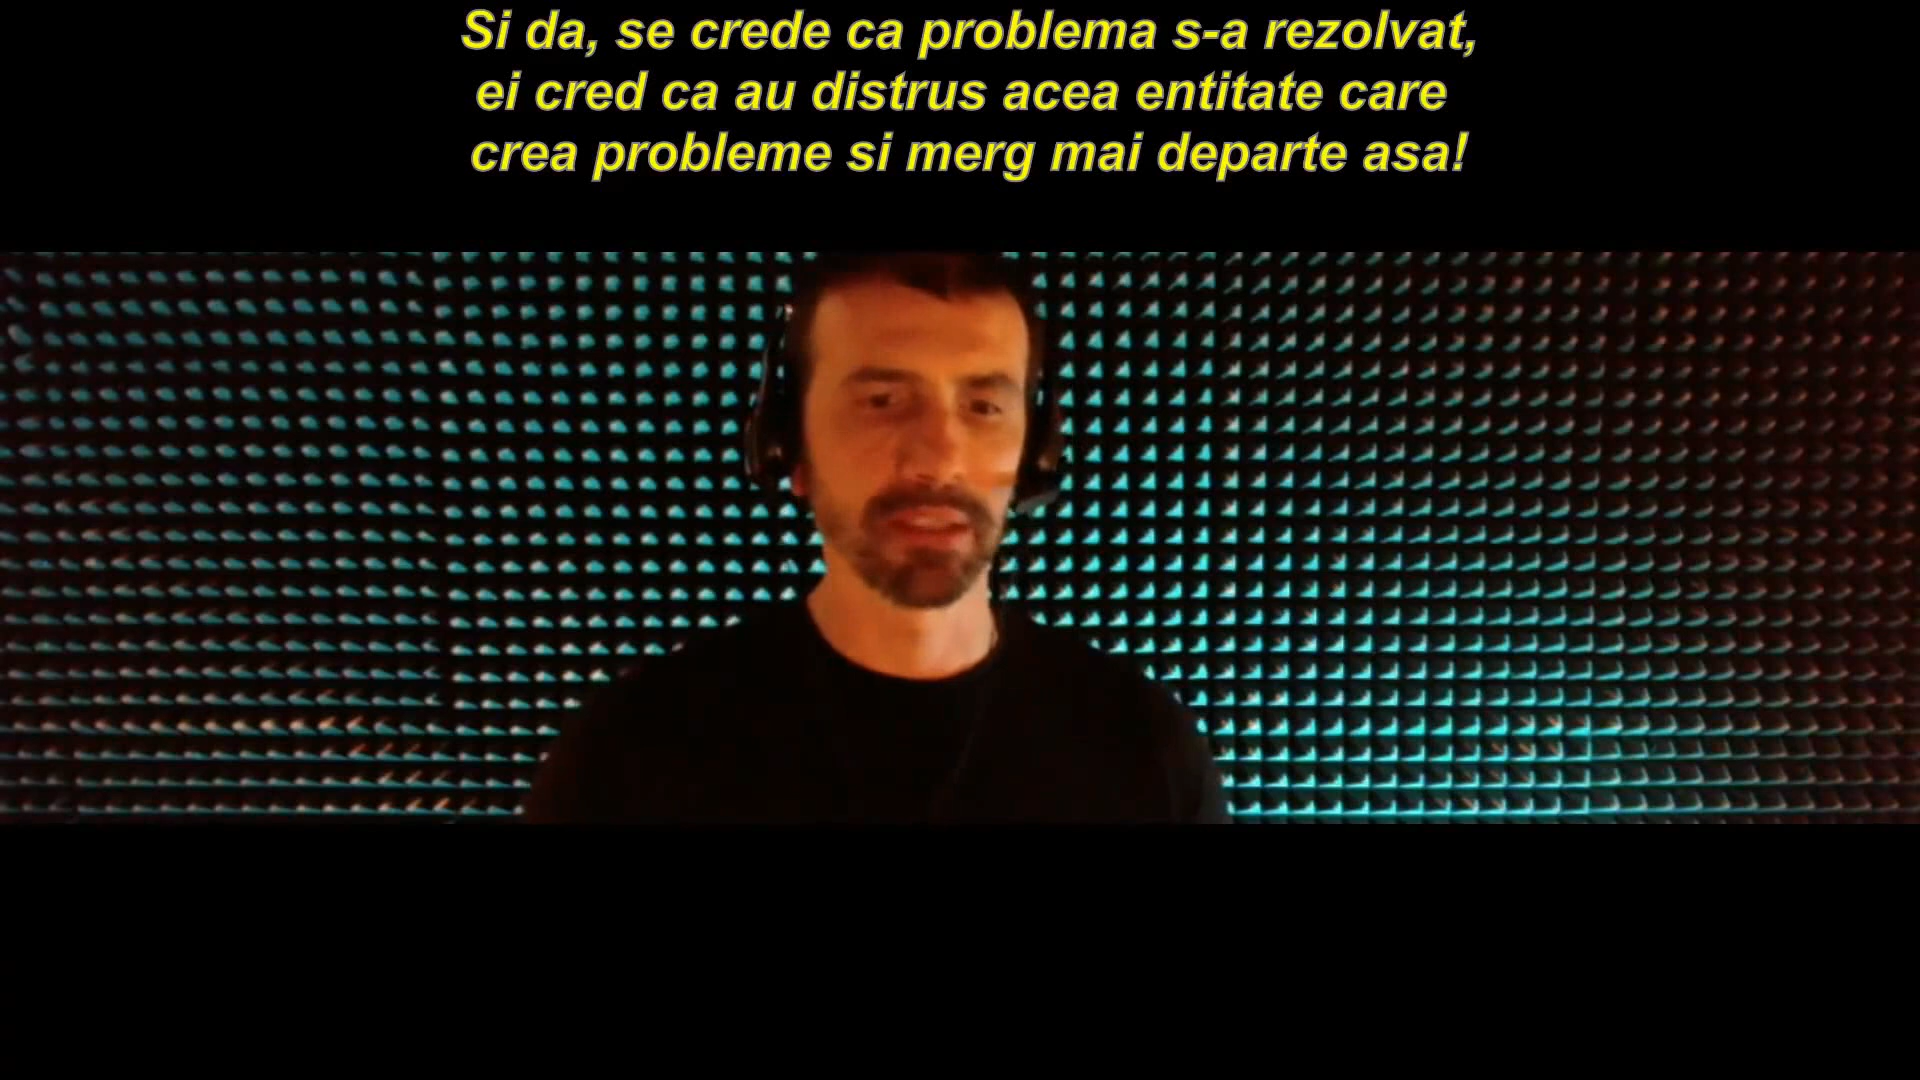 Si da, se crede ca problema s-a rezolvat,
ei cred ca au distrus acea entitate care
crea probleme si merg mai departe asa!